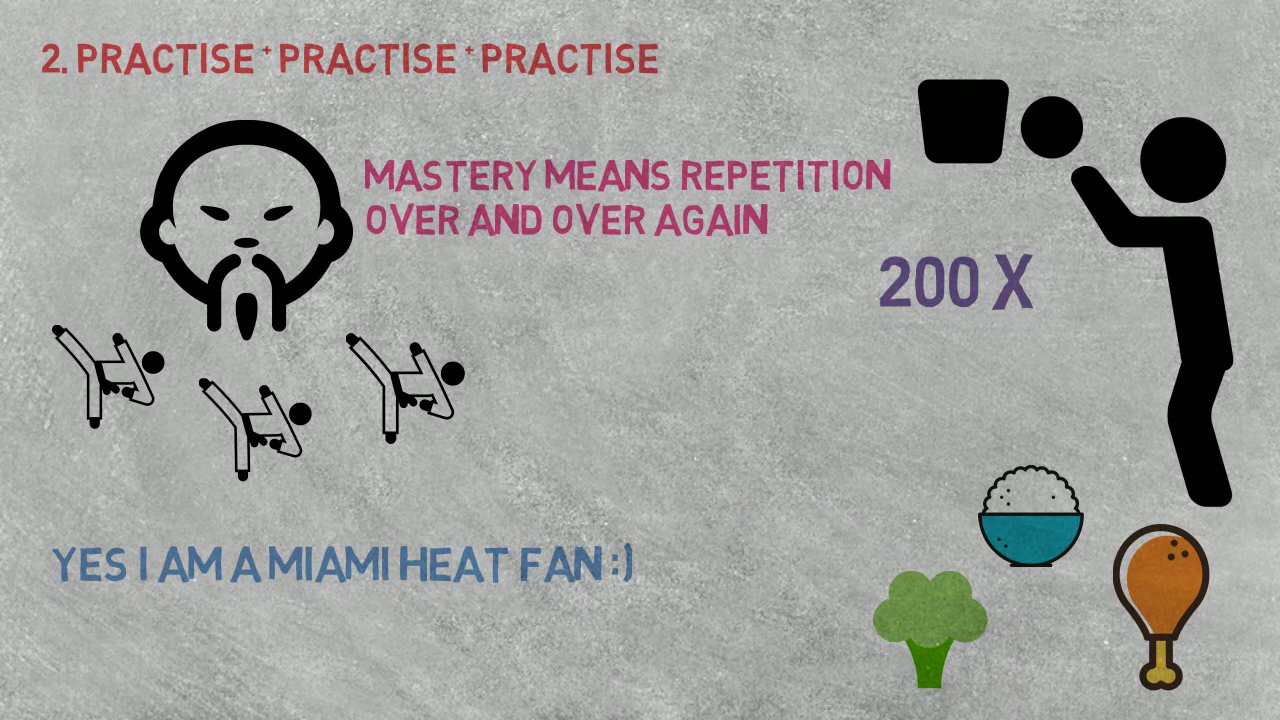 2. PRACTISE + PRACTISE + PRACTISE
MASTERY MEANS REPETITION
OVER AND OVER AGAIN
200 X
YES I AM A MIAMI HEAT FAN :)